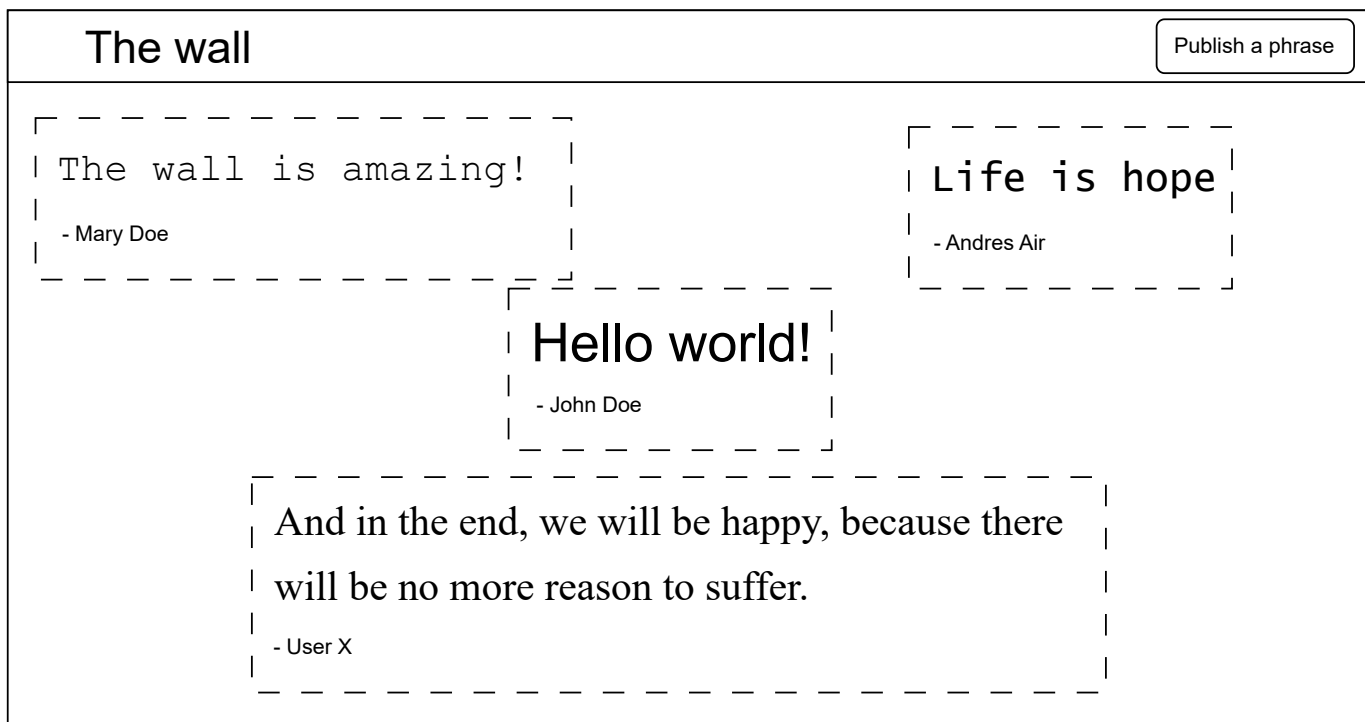 The wall
Publish a phrase
The wall is amazing!
- Mary Doe
Life is hope
- Andres Air
Hello world!
- John Doe
And in the end, we will be happy, because there
will be no more reason to suffer.
- User X